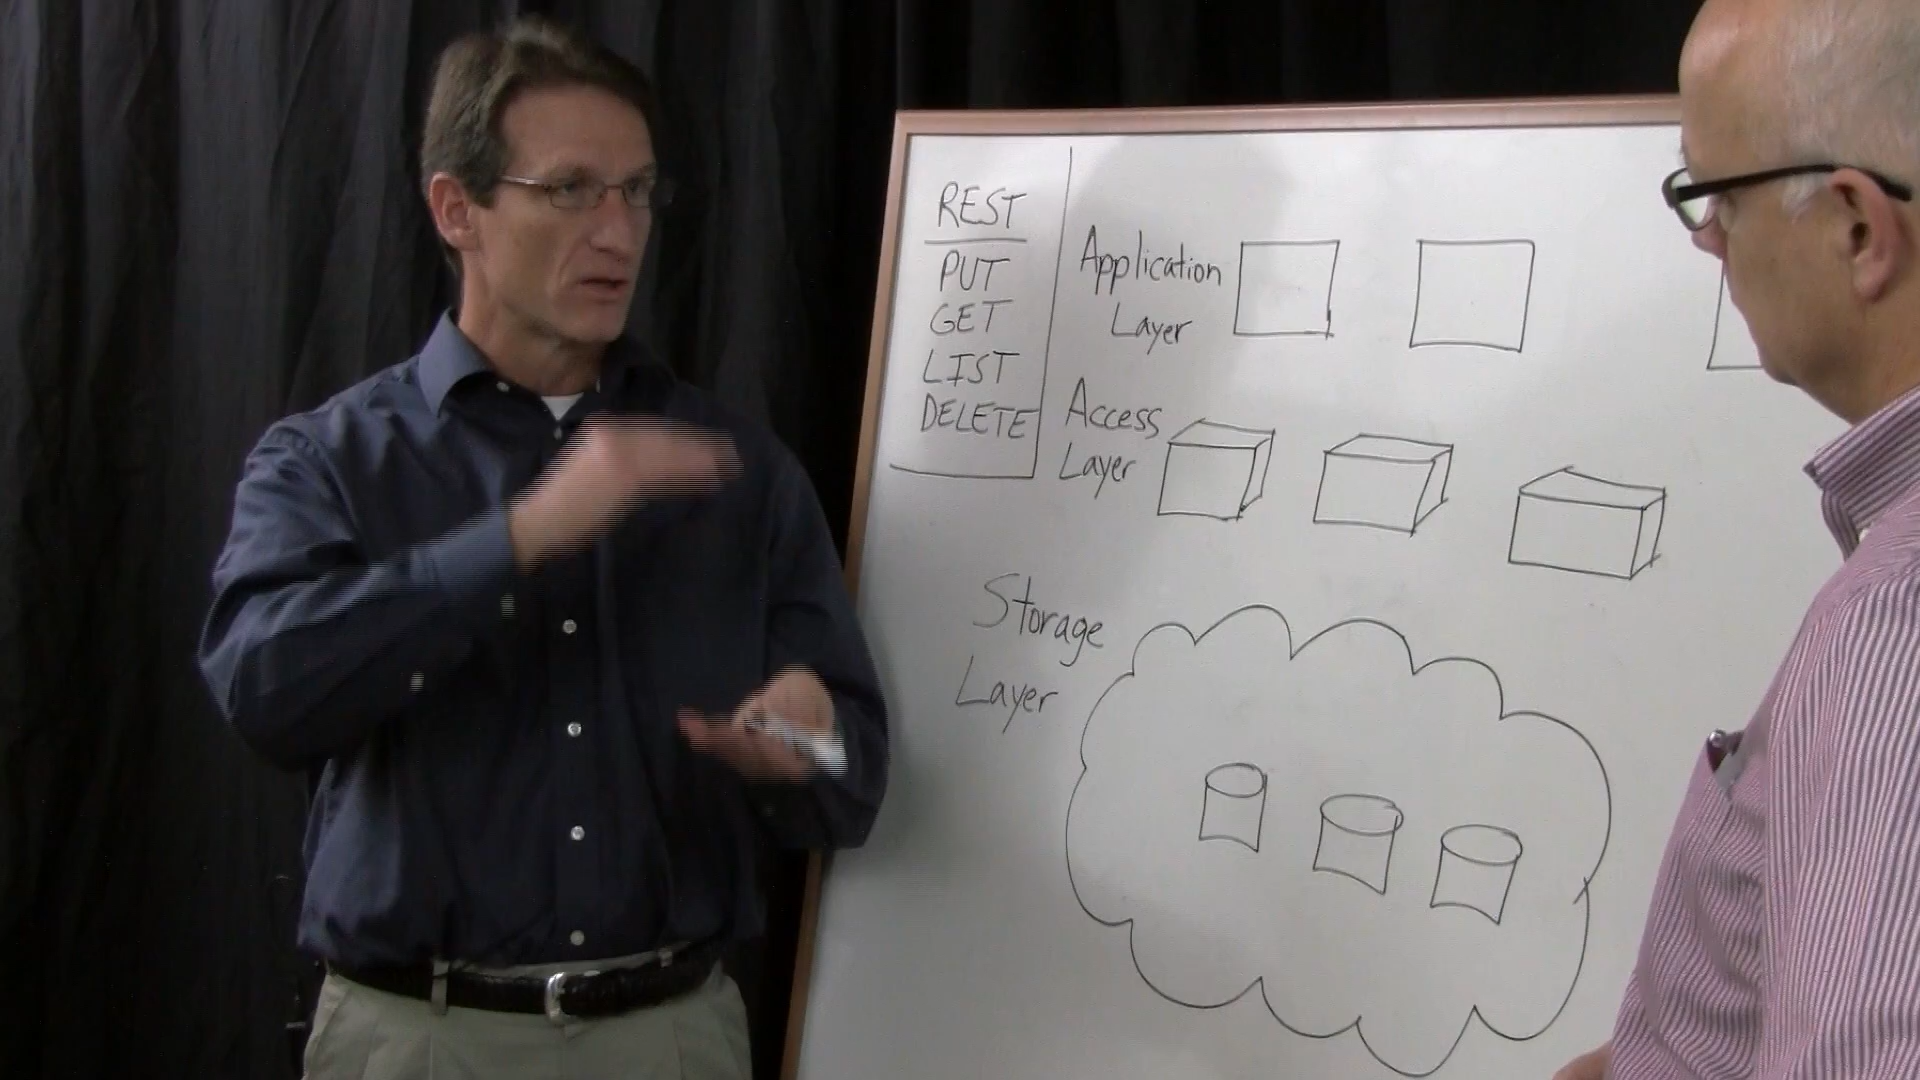 REST
PUT
GET
LIST
DELETE
Application
Layer
Access
Layer
Storage
Layer